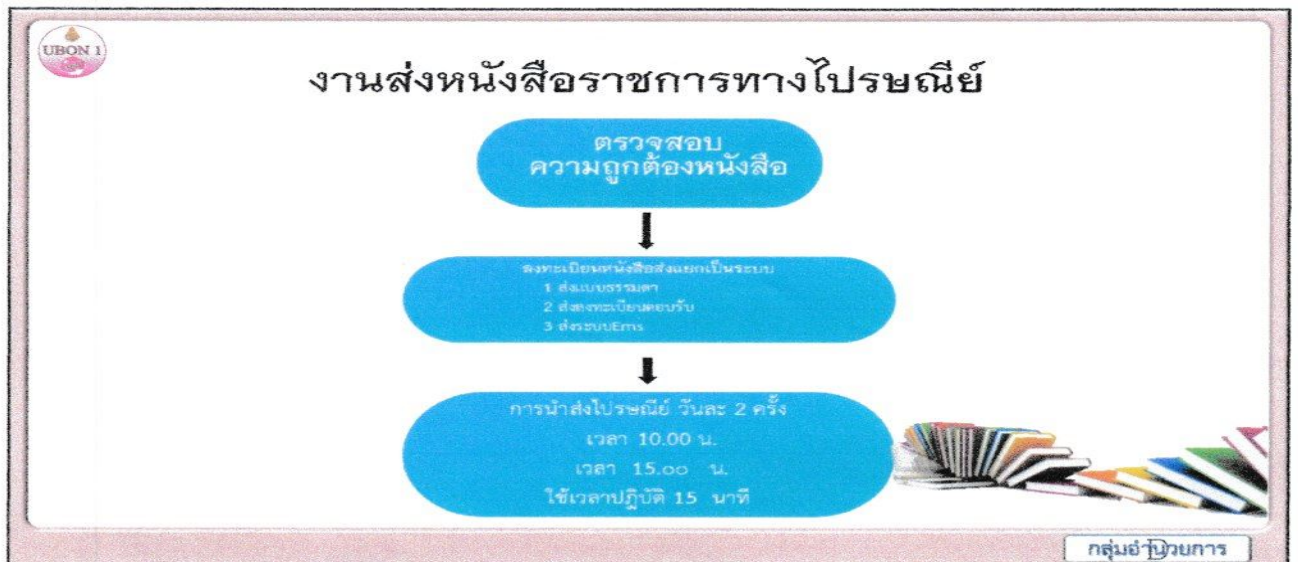 UBON 1
งานส่งหนังสือราชการทางไปรษณีย์
ตรวจสอบ
ความถูกต้องหนังสือ
ลงทะเบียนหนังสือส่งแยกเป็นระบบ
1 ส่งแบบธรรมดา
2 ส่งลงทะเบียนตอบรับ
3 ส่งระบบEms
การนำส่งไปรษณีย์ วันละ 2 ครั้ง
เวลา 10.00 น.
เวลา 15.oo น.
ใช้เวลาปฏิบัติ 15 นาที
กลุ่มอำนวยการ